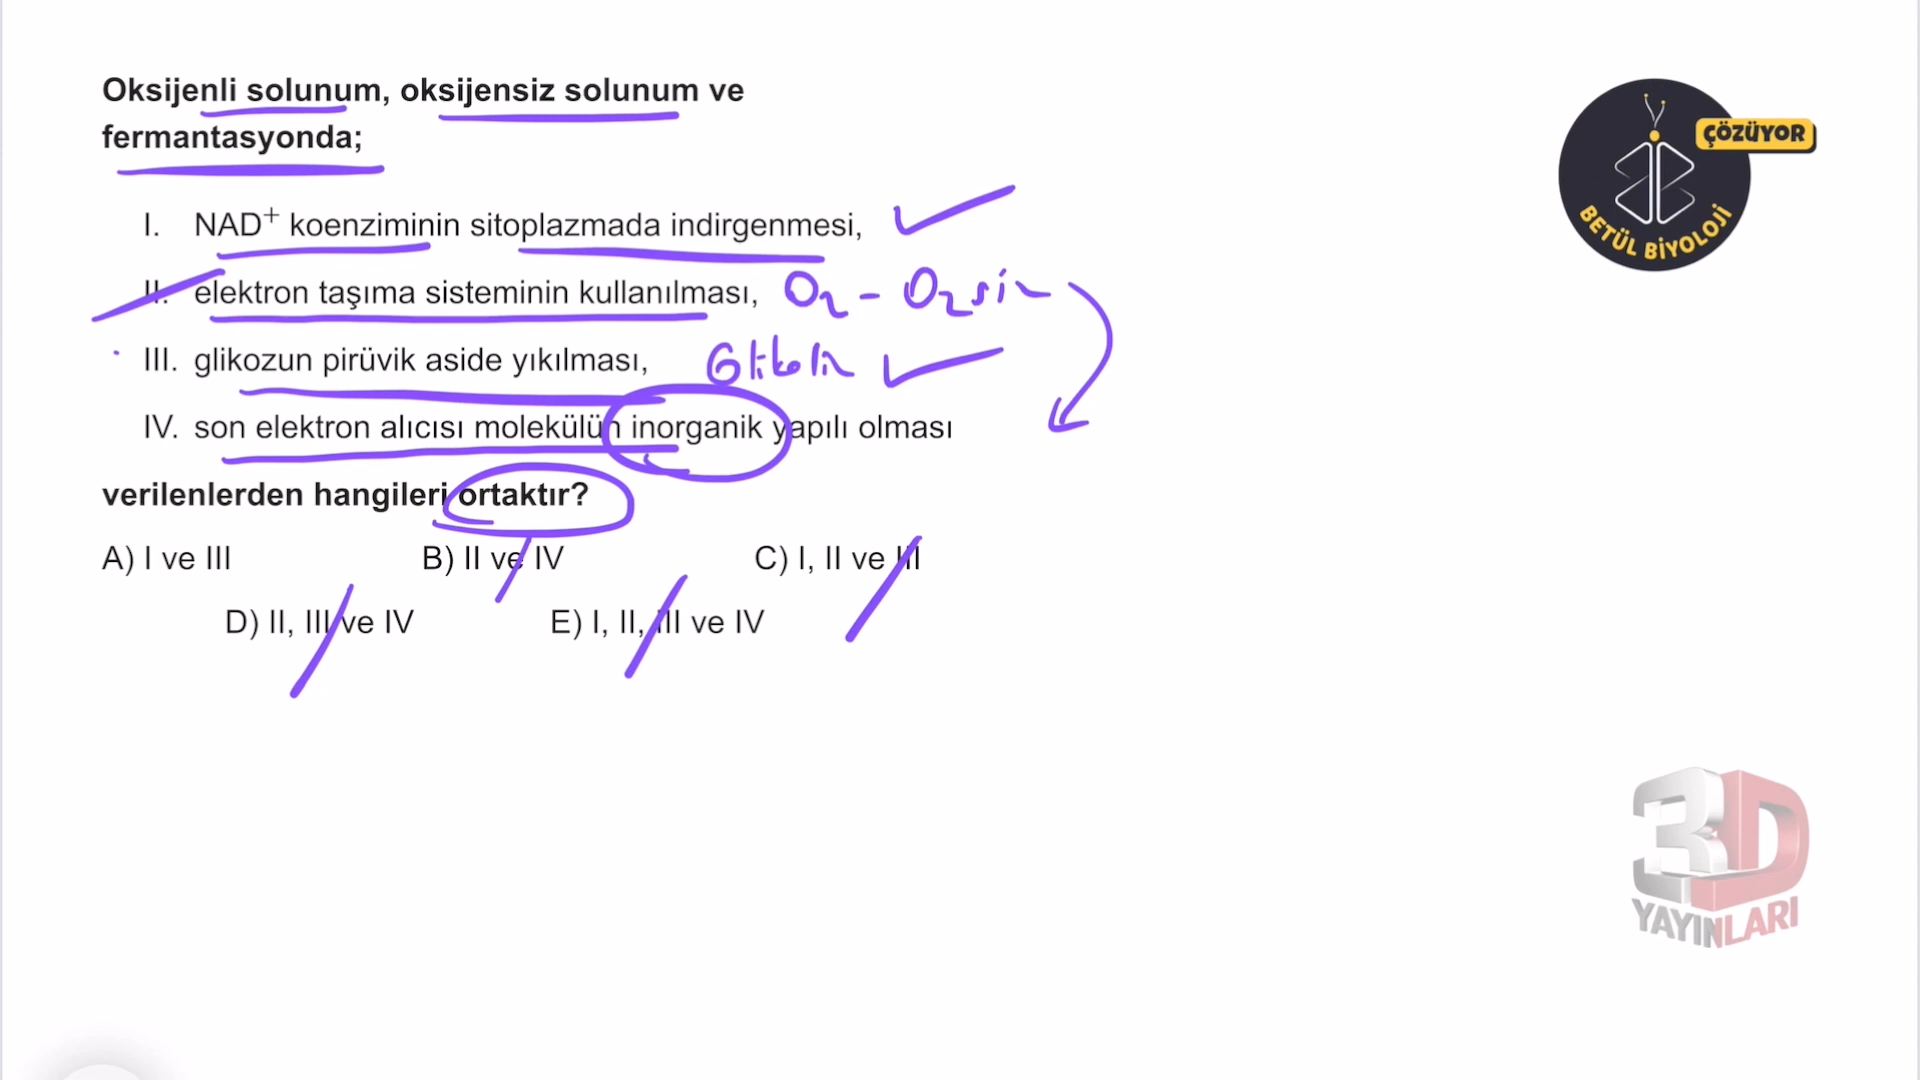 Oksijenli solunum, oksijensiz solunum ve
fermantasyonda;
I. NAD⁺ koenziminin sitoplazmada indirgenmesi,
II. elektron taşıma sisteminin kullanılması, O₂ - O₂siz
III. glikozun pirüvik aside yıkılması, Glikoliz
IV. son elektron alıcısı molekülün inorganik yapılı olması
verilenlerden hangileri ortaktır?
A) I ve III B) II ve IV C) I, II ve III
D) II, III ve IV E) I, II, III ve IV
ÇÖZÜYOR
BETÜL BİYOLOJİ
3D
YAYINLARI